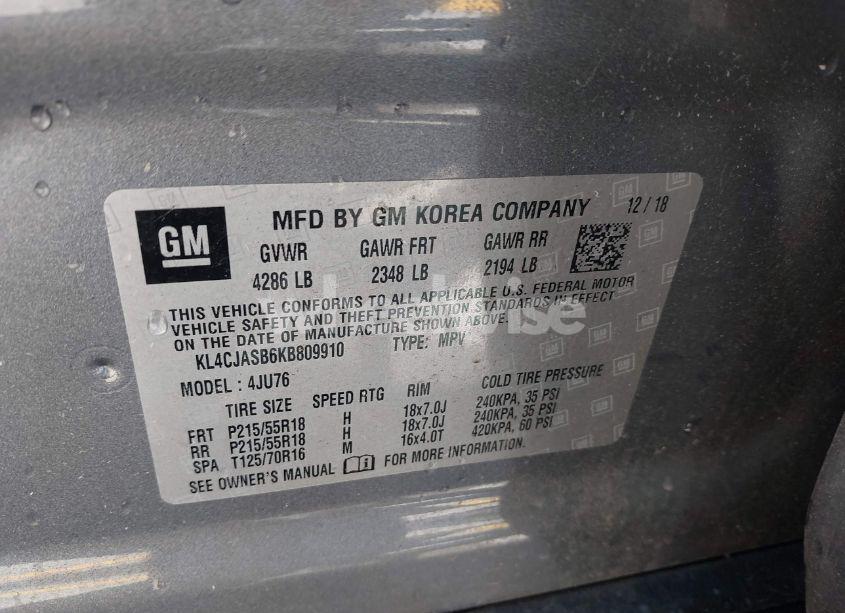 GM
MFD BY GM KOREA COMPANY 12 / 18
GVWR GAWR FRT GAWR RR
4286 LB 2348 LB 2194 LB
THIS VEHICLE CONFORMS TO ALL APPLICABLE U.S. FEDERAL MOTOR
VEHICLE SAFETY AND THEFT PREVENTION STANDARDS IN EFFECT
ON THE DATE OF MANUFACTURE SHOWN ABOVE.
KL4CJASB6KB809910 TYPE: MPV
MODEL : 4JU76
TIRE SIZE SPEED RTG RIM COLD TIRE PRESSURE
FRT P215/55R18 H 18x7.0J 240KPA, 35 PSI
RR P215/55R18 H 18x7.0J 240KPA, 35 PSI
SPA T125/70R16 M 16x4.0T 420KPA, 60 PSI
SEE OWNER'S MANUAL FOR MORE INFORMATION.